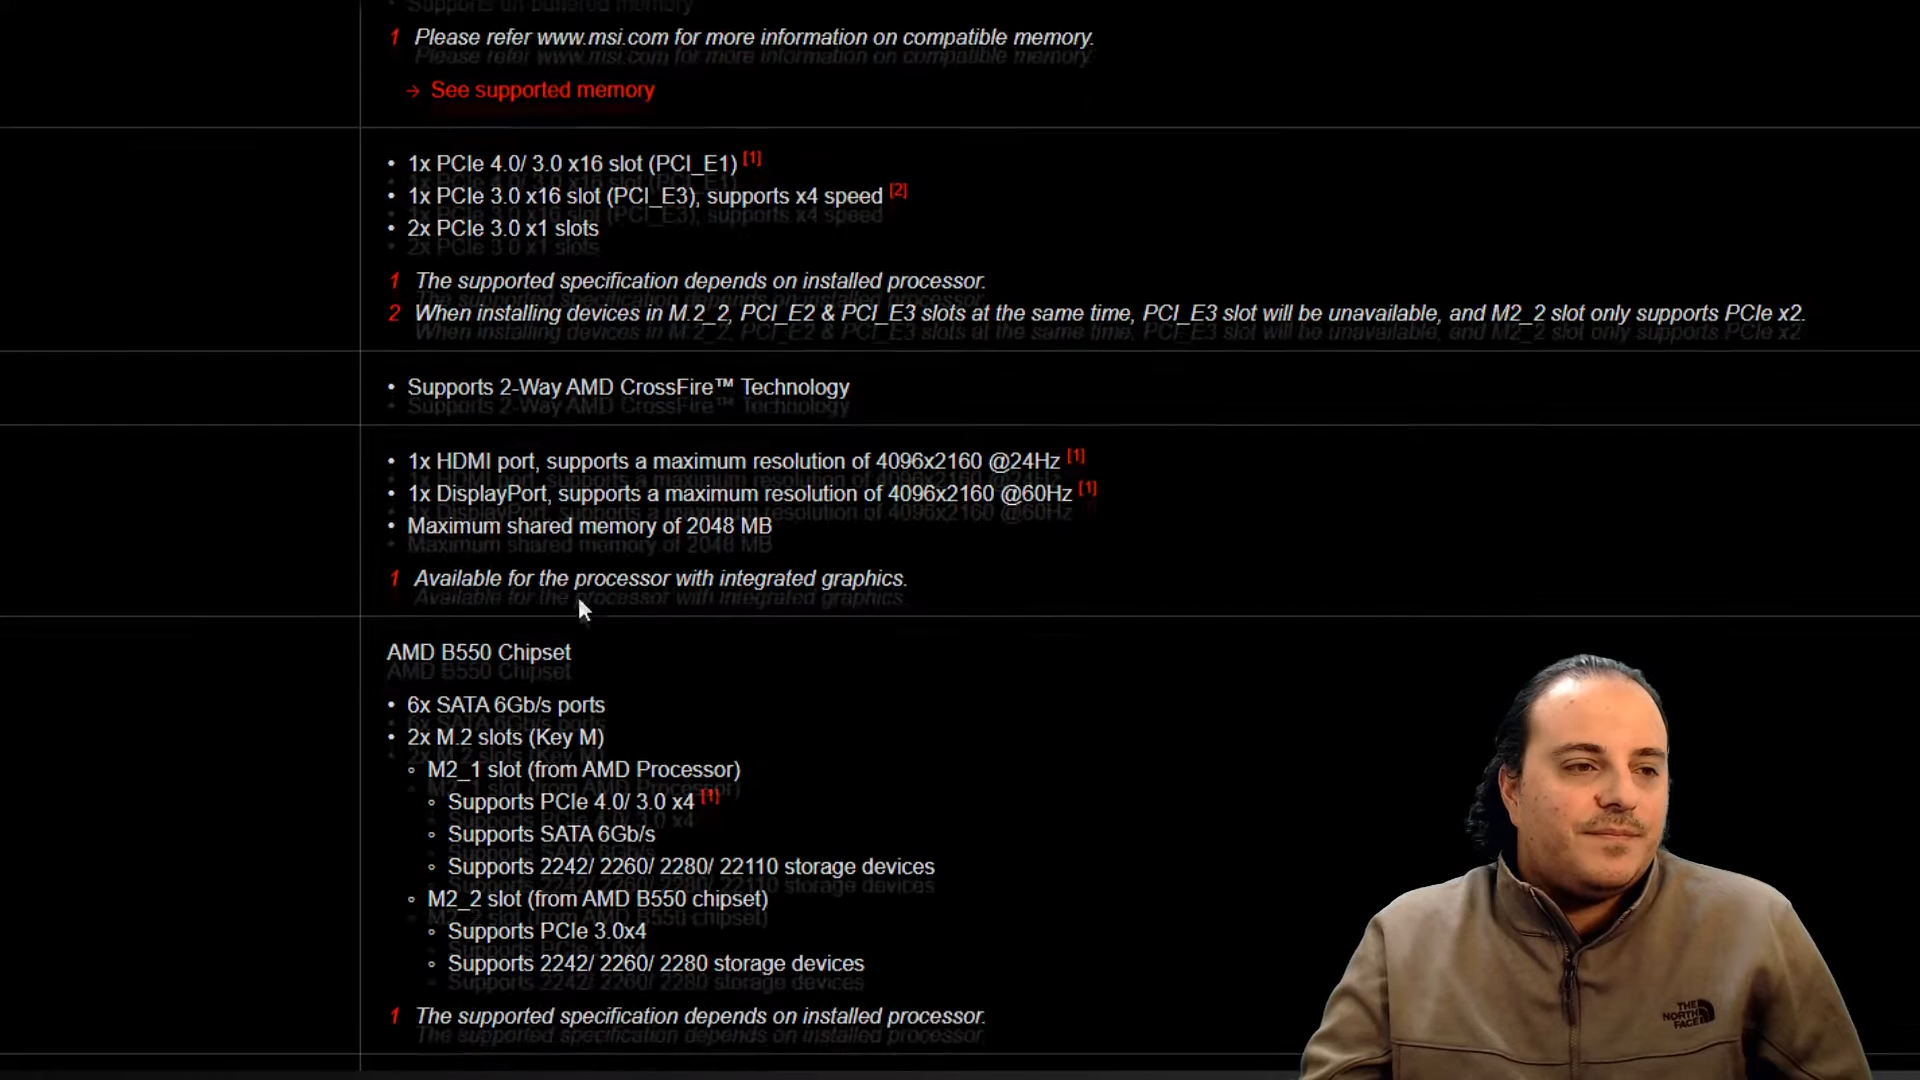 Supports un-buffered memory
1 Please refer www.msi.com for more information on compatible memory.
→ See supported memory
• 1x PCIe 4.0/ 3.0 x16 slot (PCI_E1) [1]
• 1x PCIe 3.0 x16 slot (PCI_E3), supports x4 speed [2]
• 2x PCIe 3.0 x1 slots
1 The supported specification depends on installed processor.
2 When installing devices in M.2_2, PCI_E2 & PCI_E3 slots at the same time, PCI_E3 slot will be unavailable, and M2_2 slot only supports PCIe x2.
• Supports 2-Way AMD CrossFire™ Technology
• 1x HDMI port, supports a maximum resolution of 4096x2160 @24Hz [1]
• 1x DisplayPort, supports a maximum resolution of 4096x2160 @60Hz [1]
• Maximum shared memory of 2048 MB
1 Available for the processor with integrated graphics.
AMD B550 Chipset
• 6x SATA 6Gb/s ports
• 2x M.2 slots (Key M)
◦ M2_1 slot (from AMD Processor)
◦ Supports PCIe 4.0/ 3.0 x4 [1]
◦ Supports SATA 6Gb/s
◦ Supports 2242/ 2260/ 2280/ 22110 storage devices
◦ M2_2 slot (from AMD B550 chipset)
◦ Supports PCIe 3.0x4
◦ Supports 2242/ 2260/ 2280 storage devices
1 The supported specification depends on installed processor.
THE
NORTH
FACE